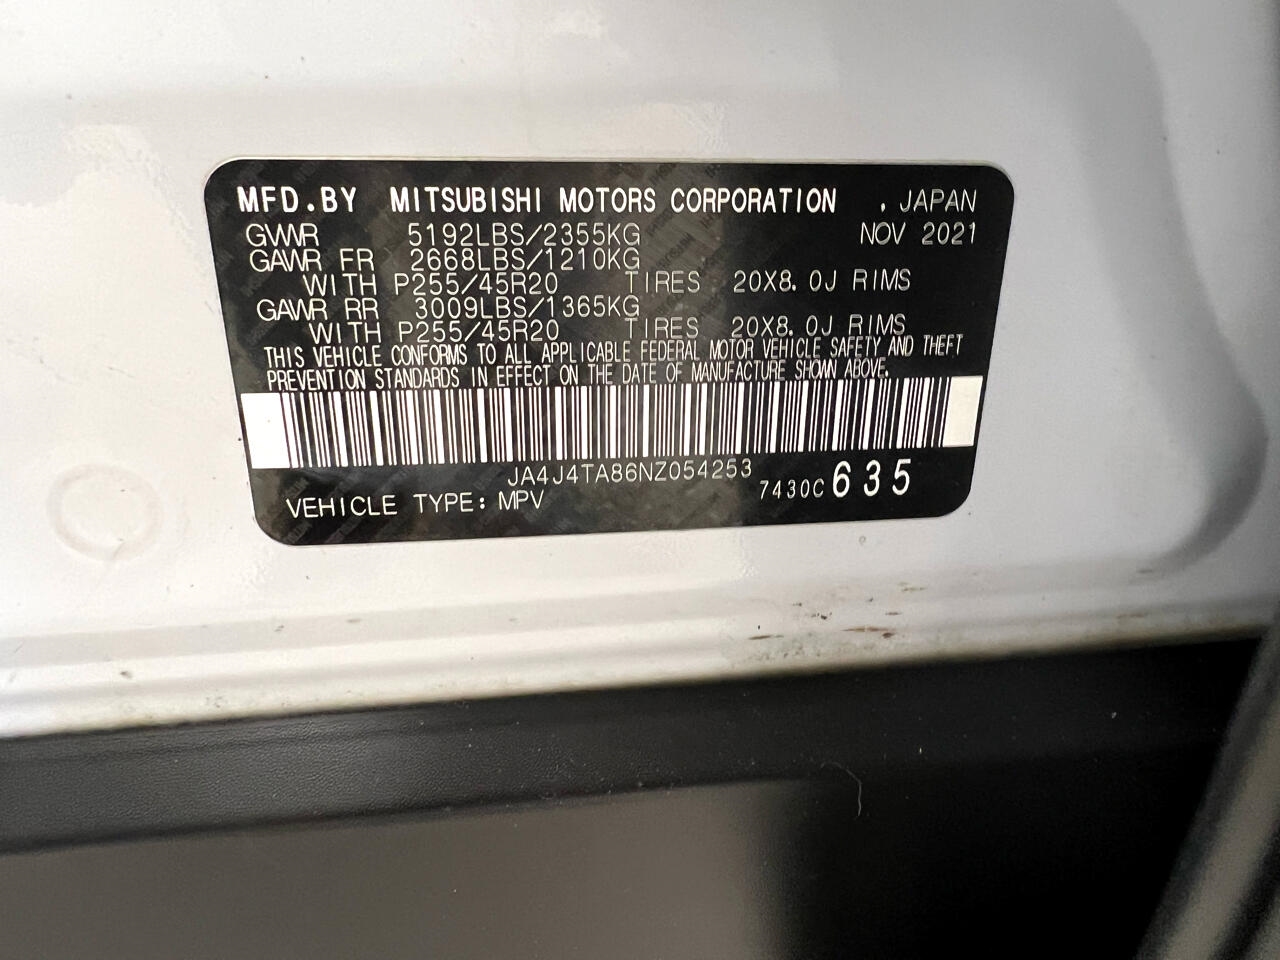 MFD.BY MITSUBISHI MOTORS CORPORATION , JAPAN
GVWR 5192LBS/2355KG NOV 2021
GAWR FR 2668LBS/1210KG
WITH P255/45R20 TIRES 20X8.0J RIMS
GAWR RR 3009LBS/1365KG
WITH P255/45R20 TIRES 20X8.0J RIMS
THIS VEHICLE CONFORMS TO ALL APPLICABLE FEDERAL MOTOR VEHICLE SAFETY AND THEFT
PREVENTION STANDARDS IN EFFECT ON THE DATE OF MANUFACTURE SHOWN ABOVE.
JA4J4TA86NZ054253
VEHICLE TYPE: MPV 7430C 635